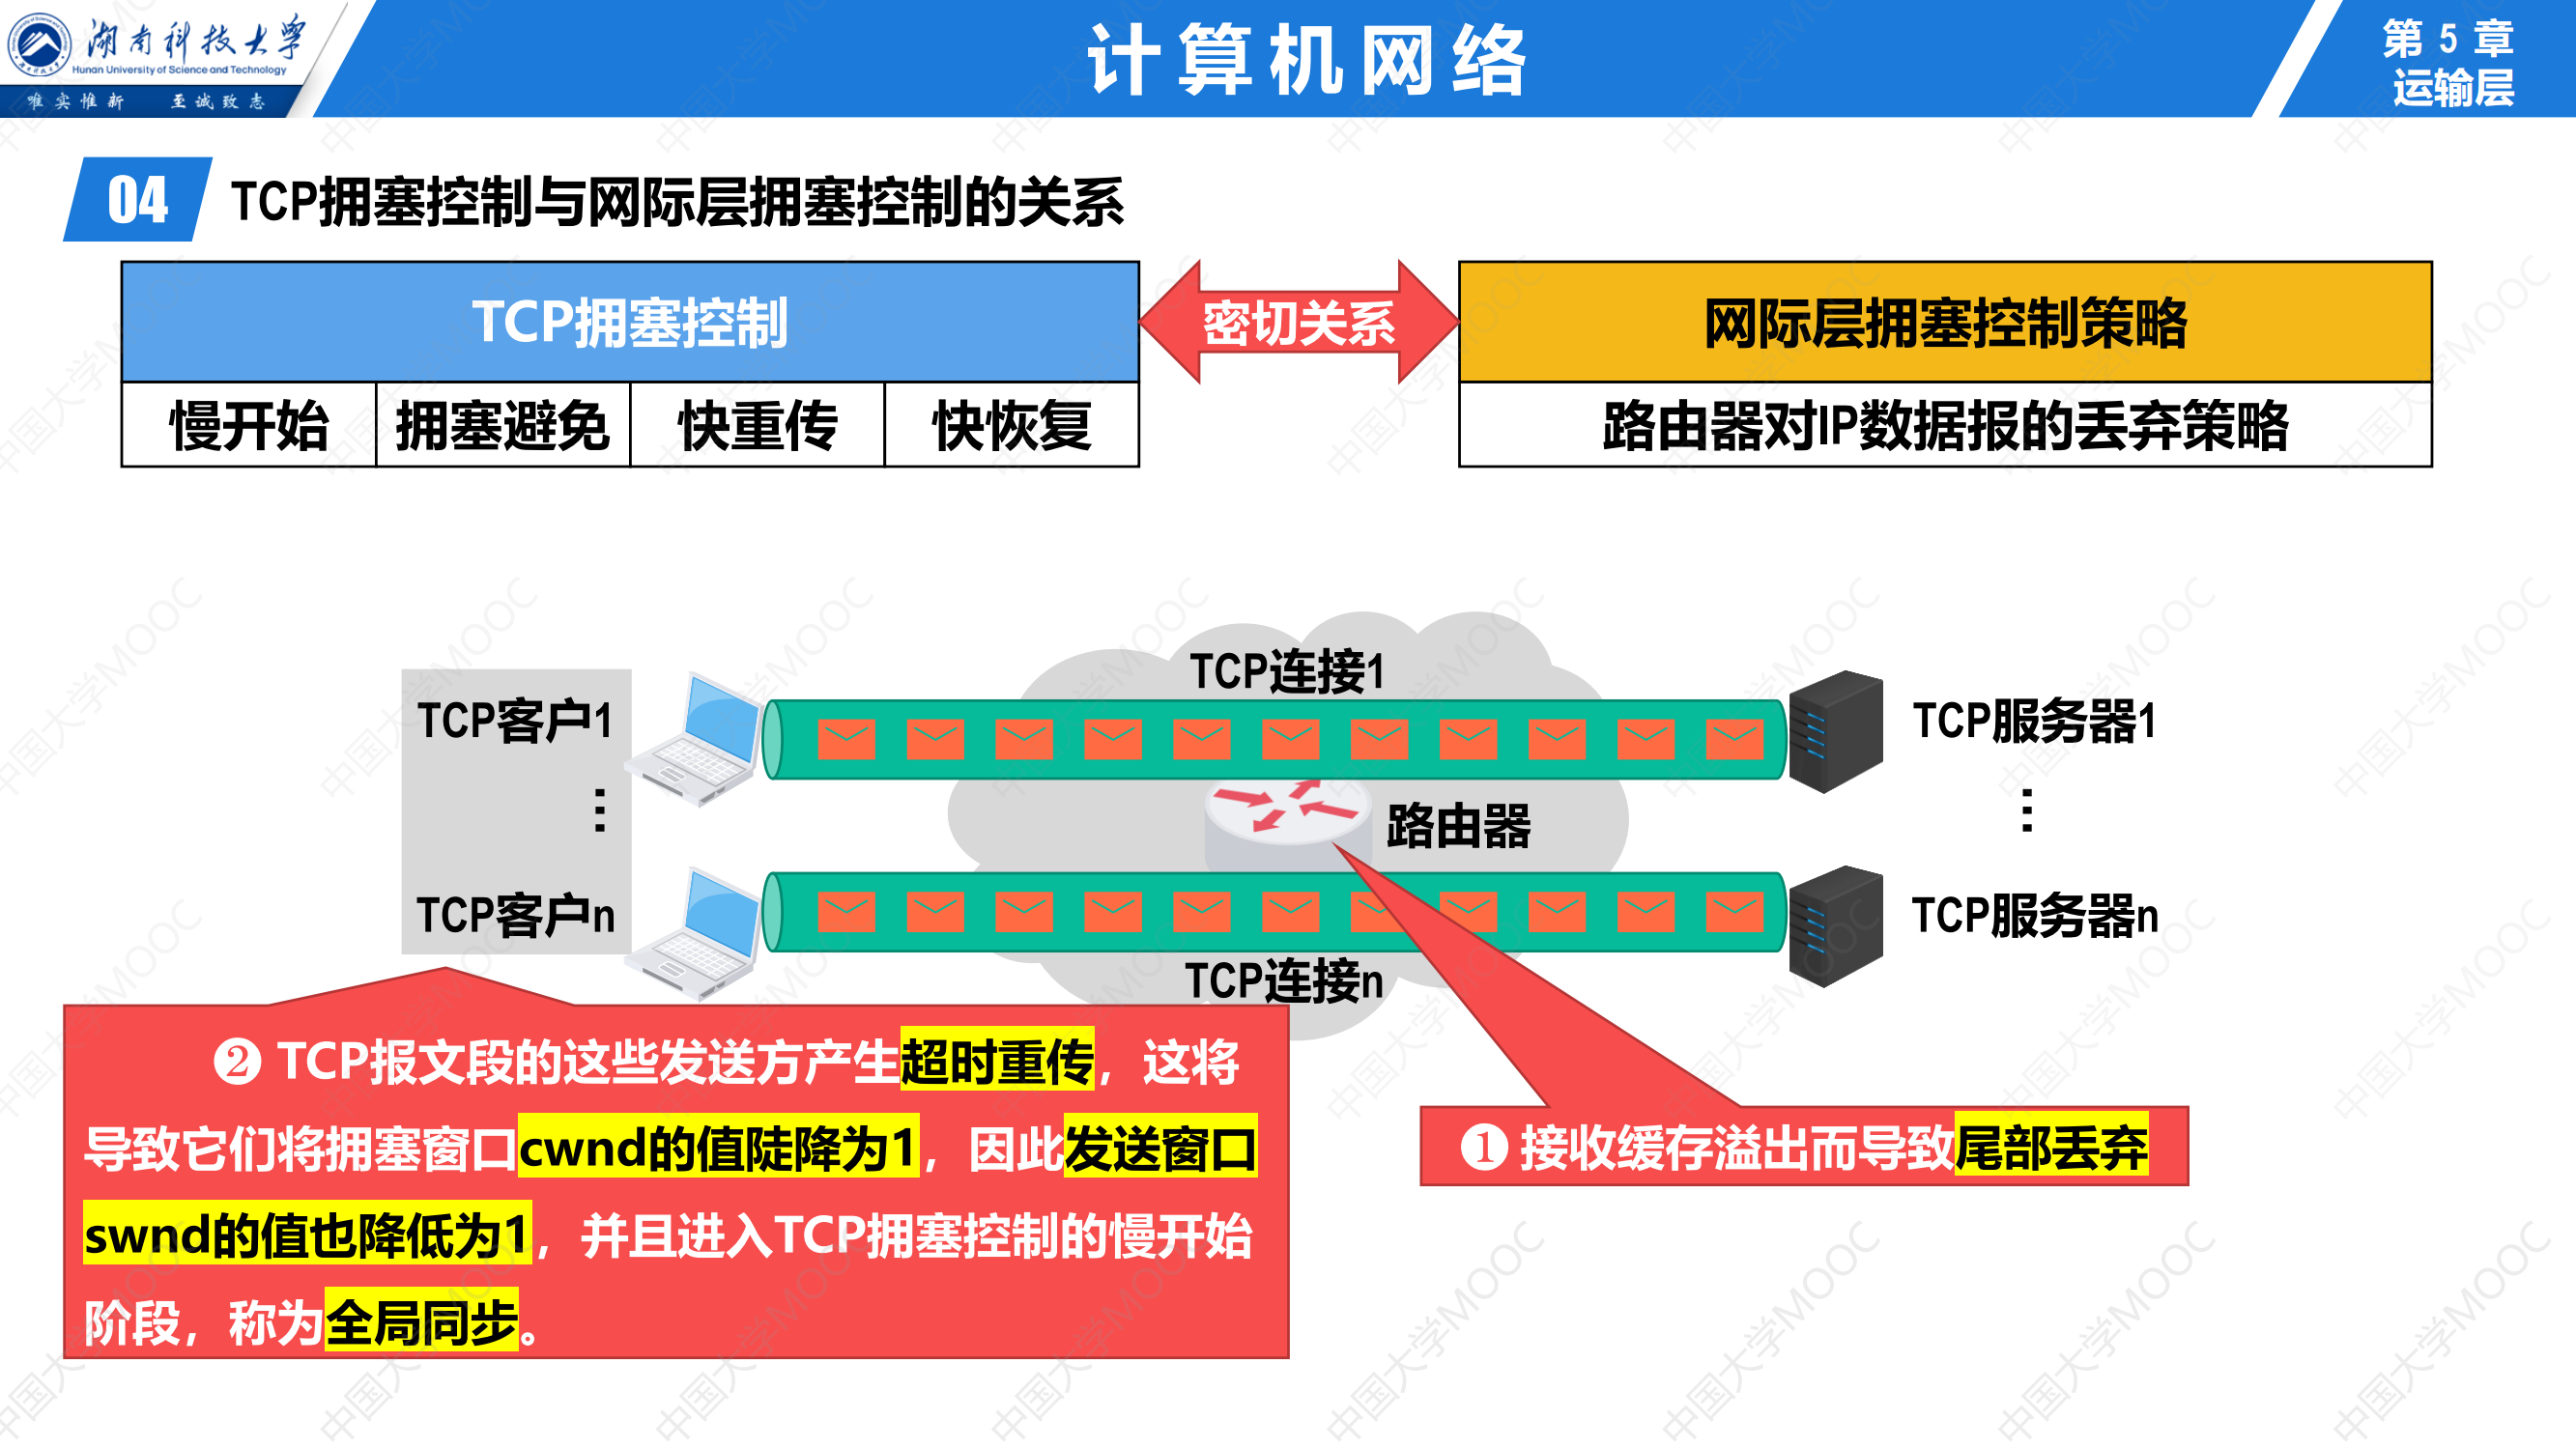 湖南科技大学
Hunan University of Science and Technology
唯实惟新 至诚致志
计算机网络
第 5 章
运输层
04 TCP拥塞控制与网际层拥塞控制的关系
TCP拥塞控制 密切关系 网际层拥塞控制策略
慢开始 拥塞避免 快重传 快恢复 路由器对IP数据报的丢弃策略
TCP连接1
TCP客户1 TCP服务器1
⋮ 路由器 ⋮
TCP客户n TCP服务器n
TCP连接n
❷ TCP报文段的这些发送方产生超时重传，这将
导致它们将拥塞窗口cwnd的值陡降为1，因此发送窗口
swnd的值也降低为1，并且进入TCP拥塞控制的慢开始
阶段，称为全局同步。
❶ 接收缓存溢出而导致尾部丢弃
中国大学MOOC